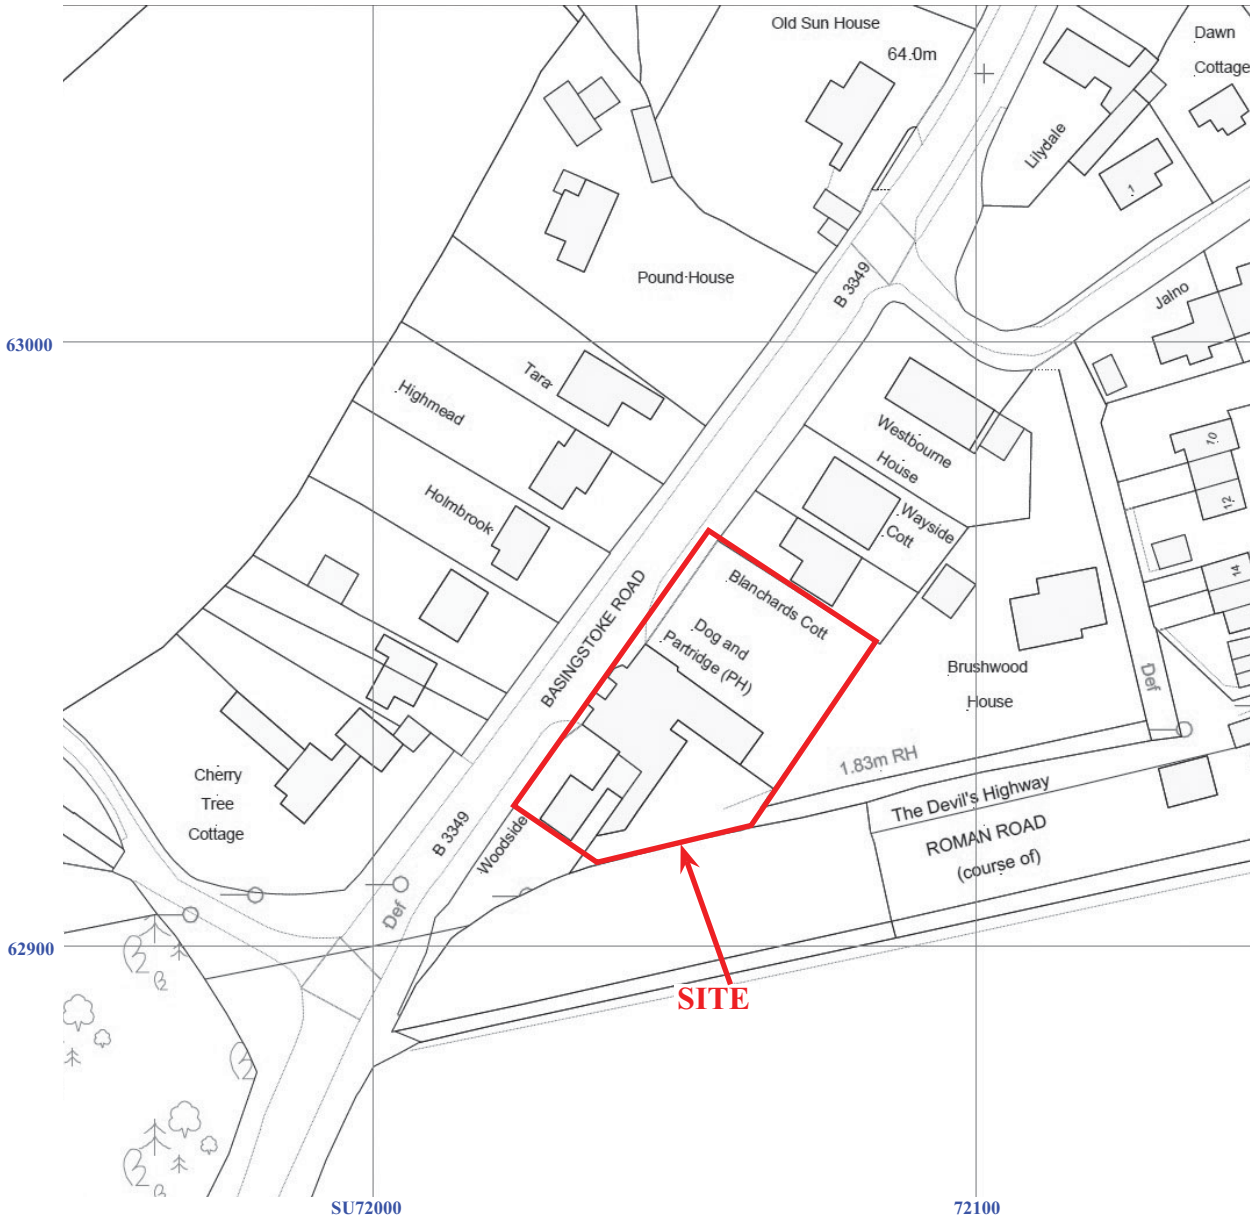 Old Sun House
64.0m
Dawn
Cottage
Lilydale
1
Pound House
B 3349
Jalno
63000
Tara
Highmead
Westbourne
House
10
Holmbrook
Wayside
Cott
12
BASINGSTOKE ROAD
Blanchards Cott
14
Dog and
Partridge (PH)
Brushwood
House
Def
1.83m RH
Cherry
Tree
Cottage
The Devil's Highway
B 3349
Woodside
ROMAN ROAD
(course of)
Def
62900
SITE
SU72000
72100